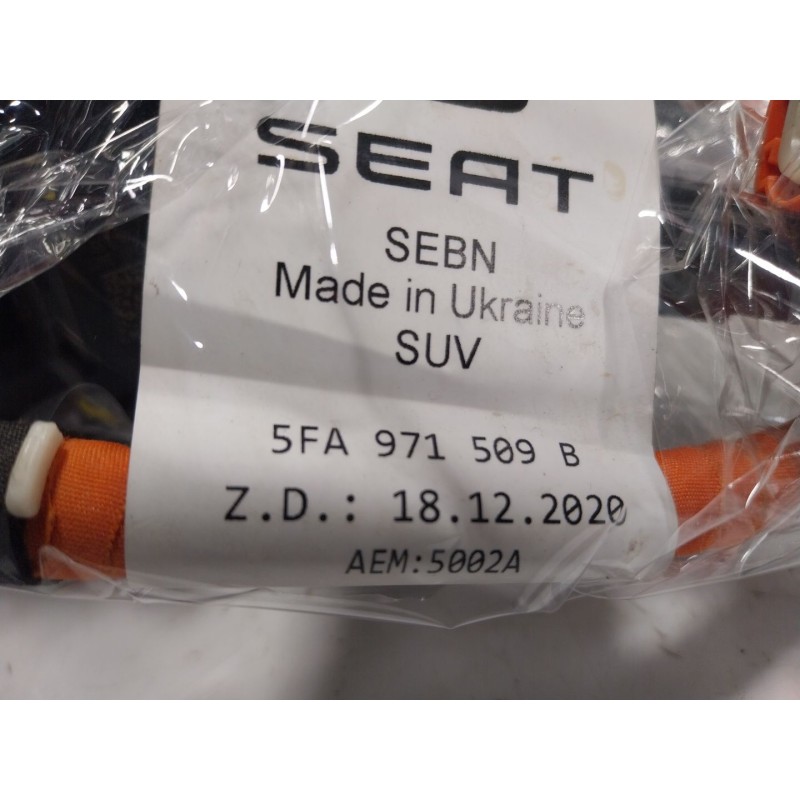 SEAT
SEBN
Made in Ukraine
SUV
5FA 971 509 B
Z.D.: 18.12.2020
AEM:5002A